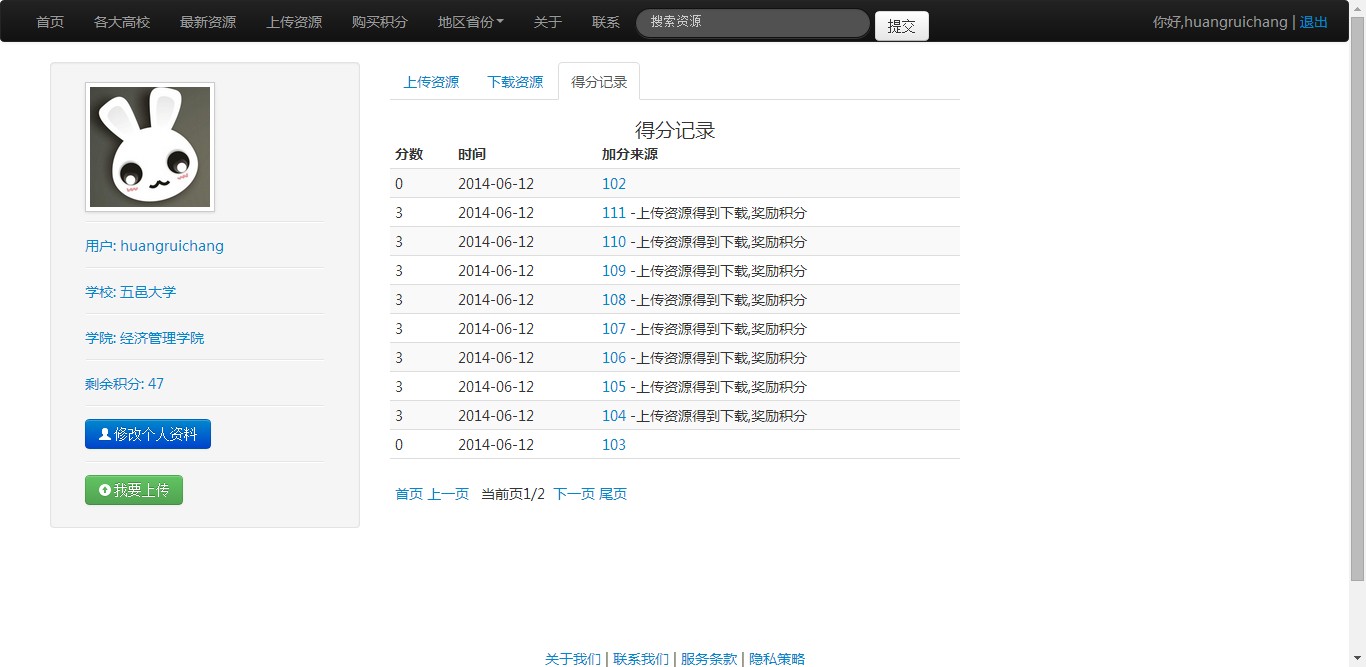 首页 各大高校 最新资源 上传资源 购买积分 地区省份 关于 联系 搜索资源 提交 你好,huangruichang | 退出
用户: huangruichang
学校: 五邑大学
学院: 经济管理学院
剩余积分: 47
修改个人资料
我要上传
上传资源 下载资源 得分记录
得分记录
分数 时间 加分来源
0 2014-06-12 102
3 2014-06-12 111 -上传资源得到下载,奖励积分
3 2014-06-12 110 -上传资源得到下载,奖励积分
3 2014-06-12 109 -上传资源得到下载,奖励积分
3 2014-06-12 108 -上传资源得到下载,奖励积分
3 2014-06-12 107 -上传资源得到下载,奖励积分
3 2014-06-12 106 -上传资源得到下载,奖励积分
3 2014-06-12 105 -上传资源得到下载,奖励积分
3 2014-06-12 104 -上传资源得到下载,奖励积分
0 2014-06-12 103
首页 上一页 当前页1/2 下一页 尾页
关于我们 | 联系我们 | 服务条款 | 隐私策略